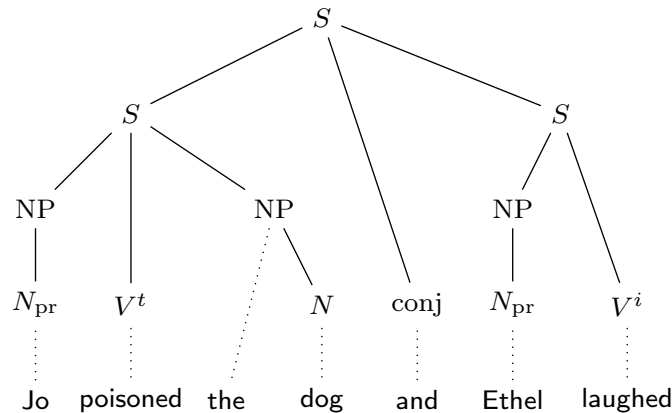 S
S S
NP NP NP
N_pr V^t N conj N_pr V^i
Jo poisoned the dog and Ethel laughed